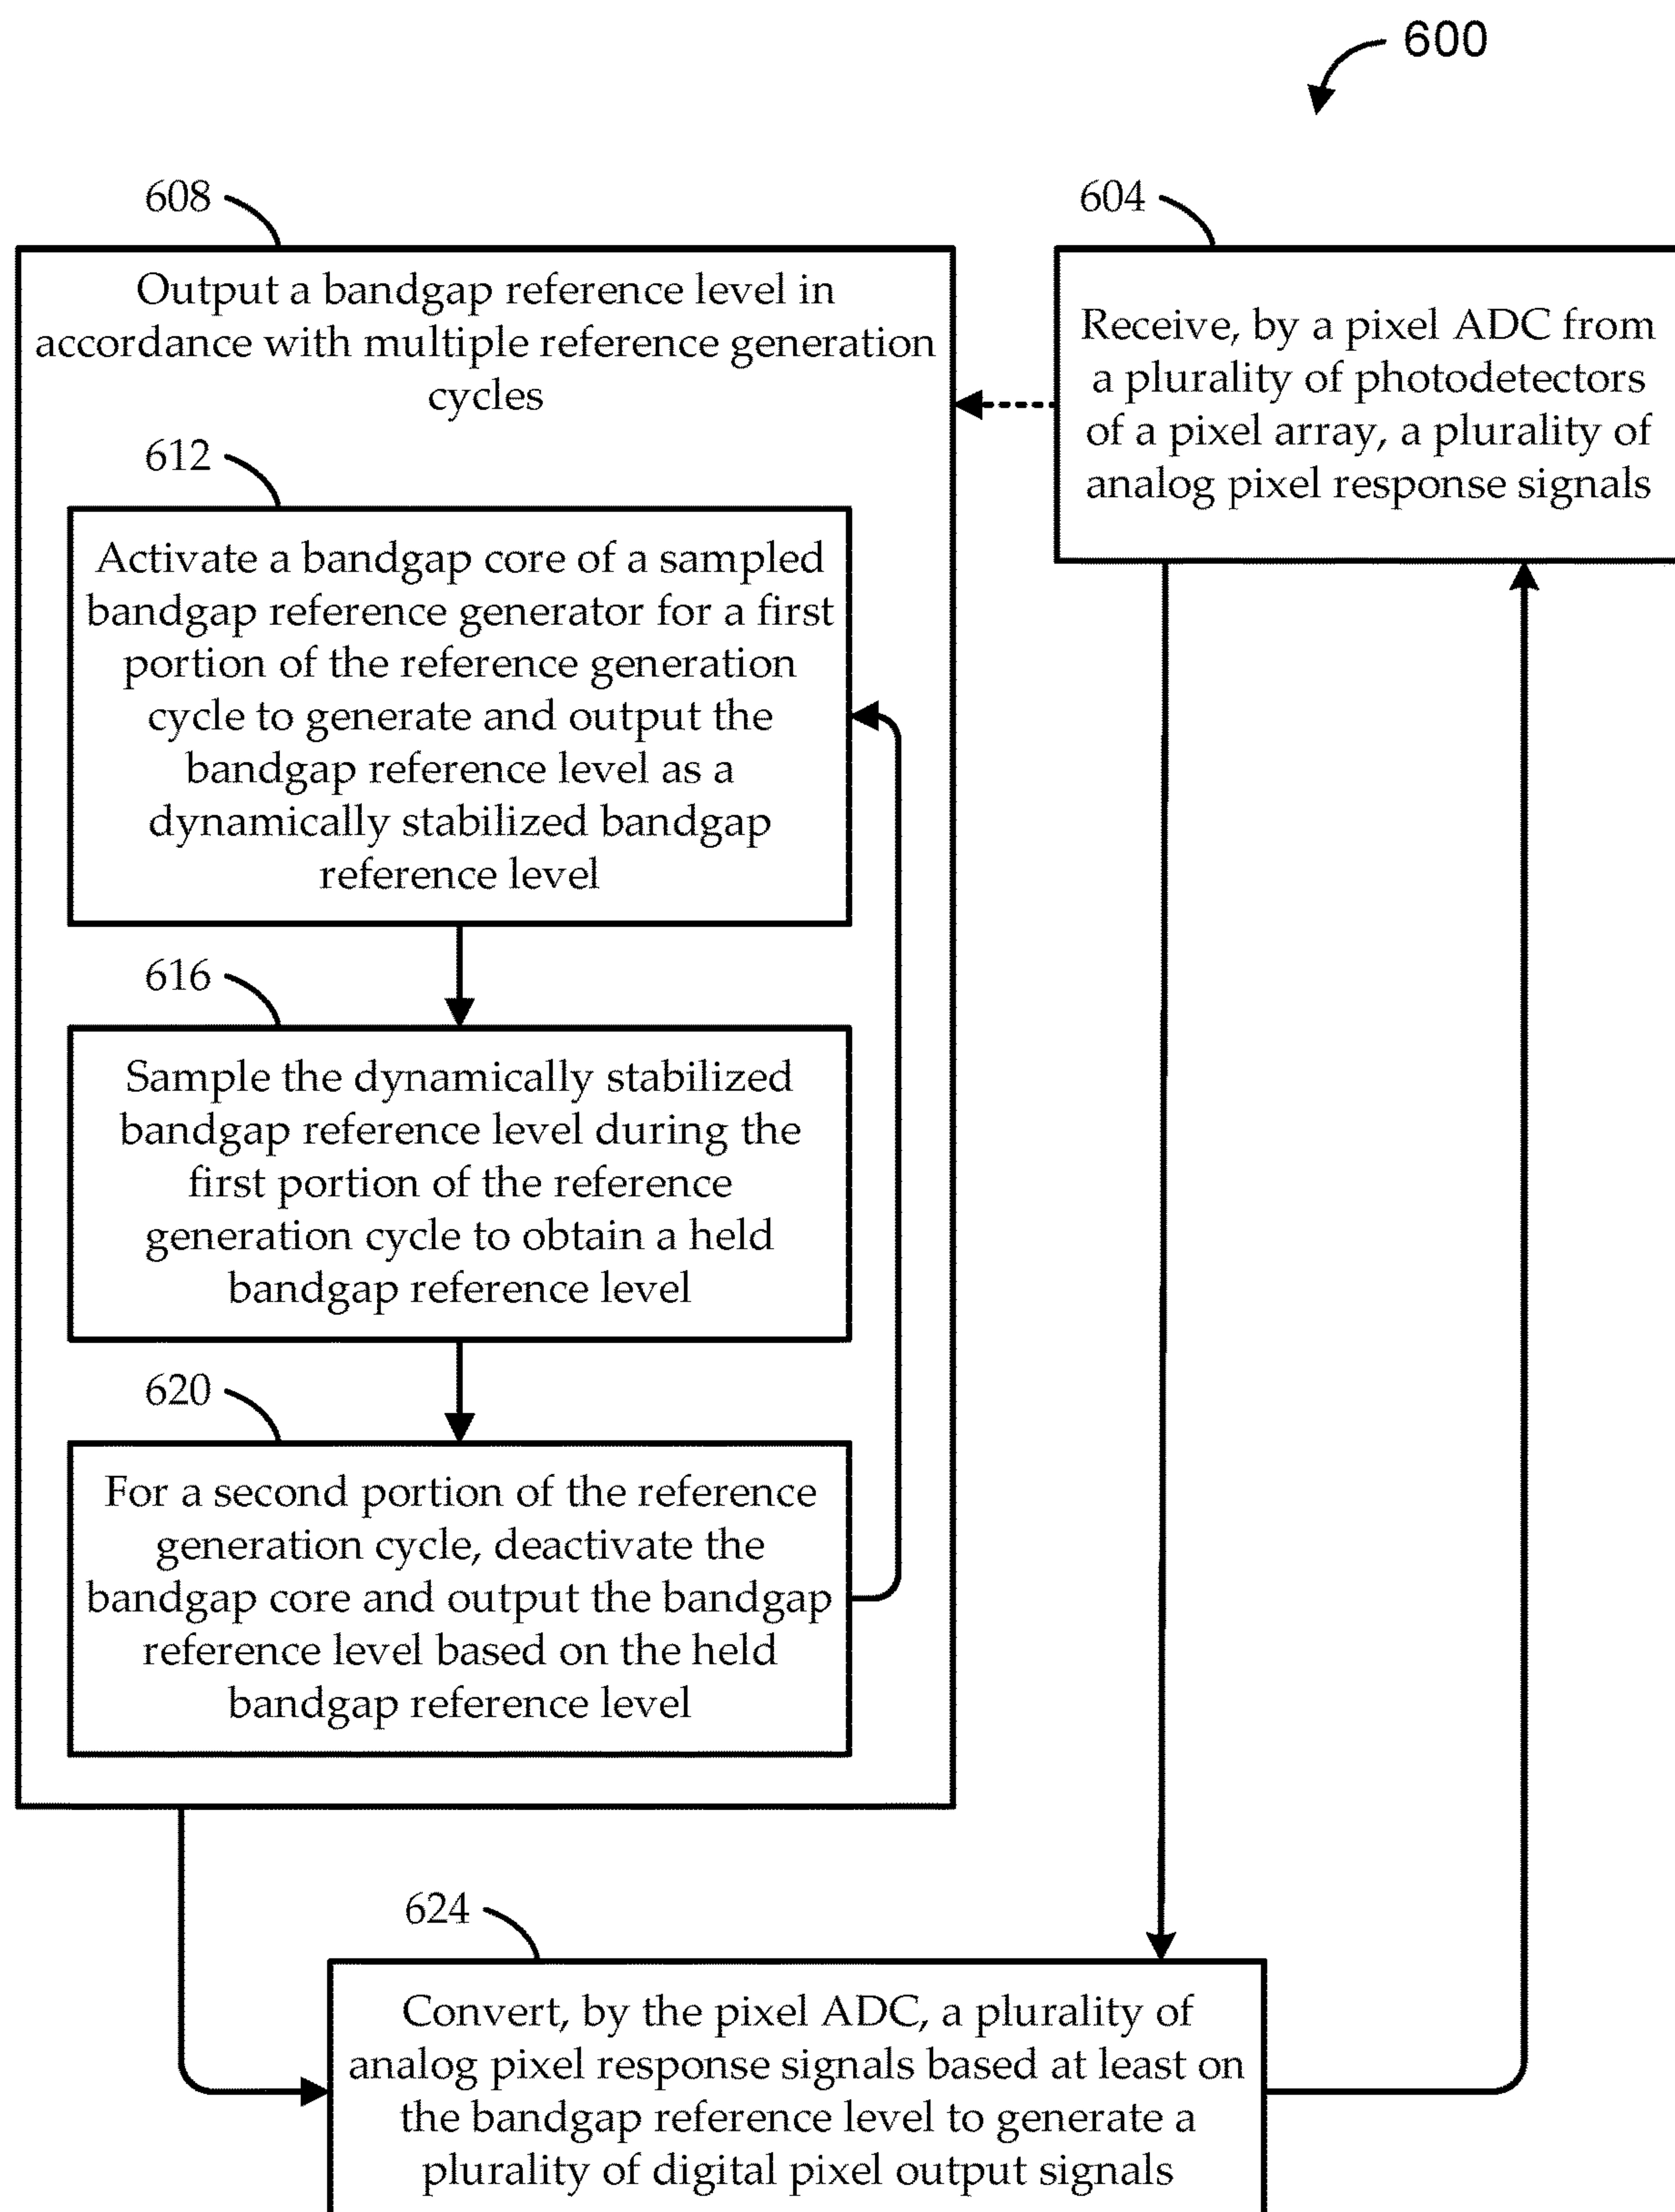 600
608
Output a bandgap reference level in
accordance with multiple reference generation
cycles
612
Activate a bandgap core of a sampled
bandgap reference generator for a first
portion of the reference generation
cycle to generate and output the
bandgap reference level as a
dynamically stabilized bandgap
reference level
616
Sample the dynamically stabilized
bandgap reference level during the
first portion of the reference
generation cycle to obtain a held
bandgap reference level
620
For a second portion of the reference
generation cycle, deactivate the
bandgap core and output the bandgap
reference level based on the held
bandgap reference level
604
Receive, by a pixel ADC from
a plurality of photodetectors
of a pixel array, a plurality of
analog pixel response signals
624
Convert, by the pixel ADC, a plurality of
analog pixel response signals based at least on
the bandgap reference level to generate a
plurality of digital pixel output signals